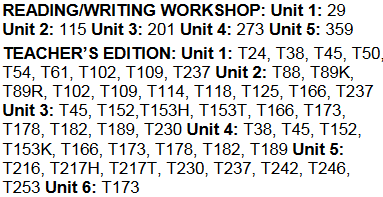 READING/WRITING WORKSHOP: Unit 1: 29
Unit 2: 115 Unit 3: 201 Unit 4: 273 Unit 5: 359
TEACHER'S EDITION: Unit 1: T24, T38, T45, T50,
T54, T61, T102, T109, T237 Unit 2: T88, T89K,
T89R, T102, T109, T114, T118, T125, T166, T237
Unit 3: T45, T152,T153H, T153T, T166, T173,
T178, T182, T189, T230 Unit 4: T38, T45, T152,
T153K, T166, T173, T178, T182, T189 Unit 5:
T216, T217H, T217T, T230, T237, T242, T246,
T253 Unit 6: T173